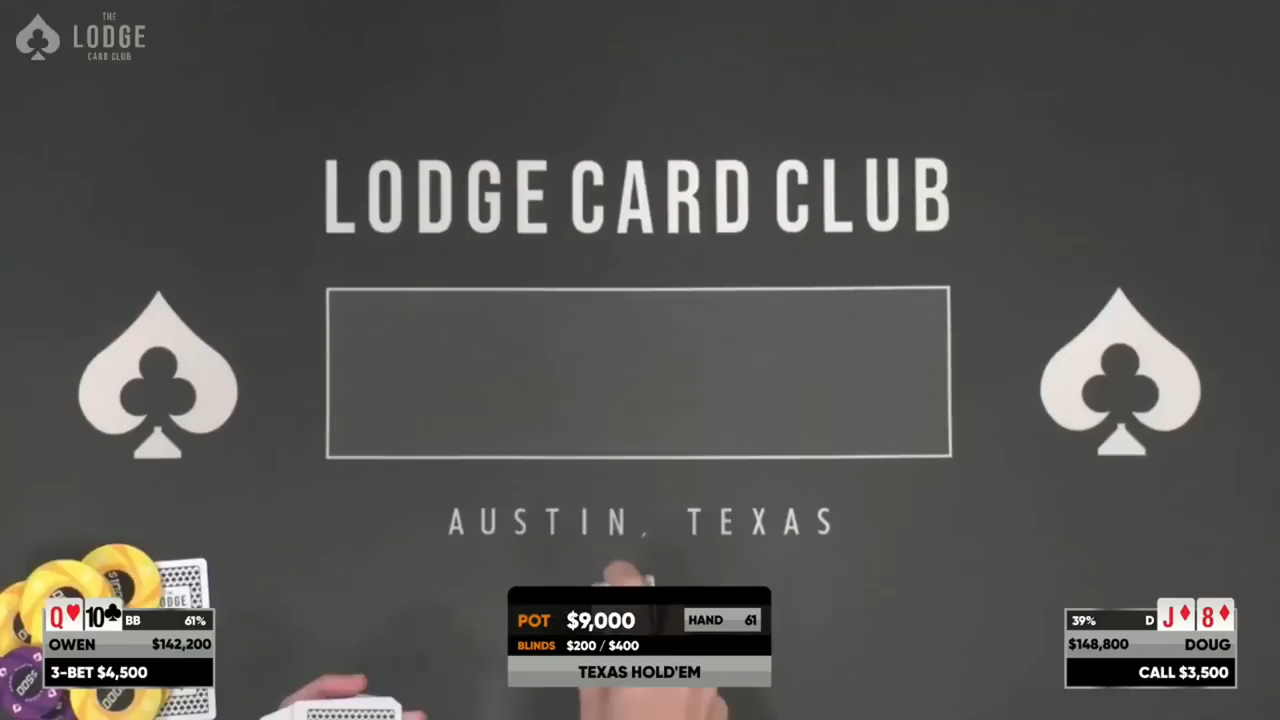 THE
LODGE
CARD CLUB
LODGE CARD CLUB
AUSTIN, TEXAS
Q 10 BB 61%
OWEN $142,200
3-BET $4,500
POT $9,000 HAND 61
BLINDS $200 / $400
TEXAS HOLD'EM
39% D J 8
$148,800 DOUG
CALL $3,500